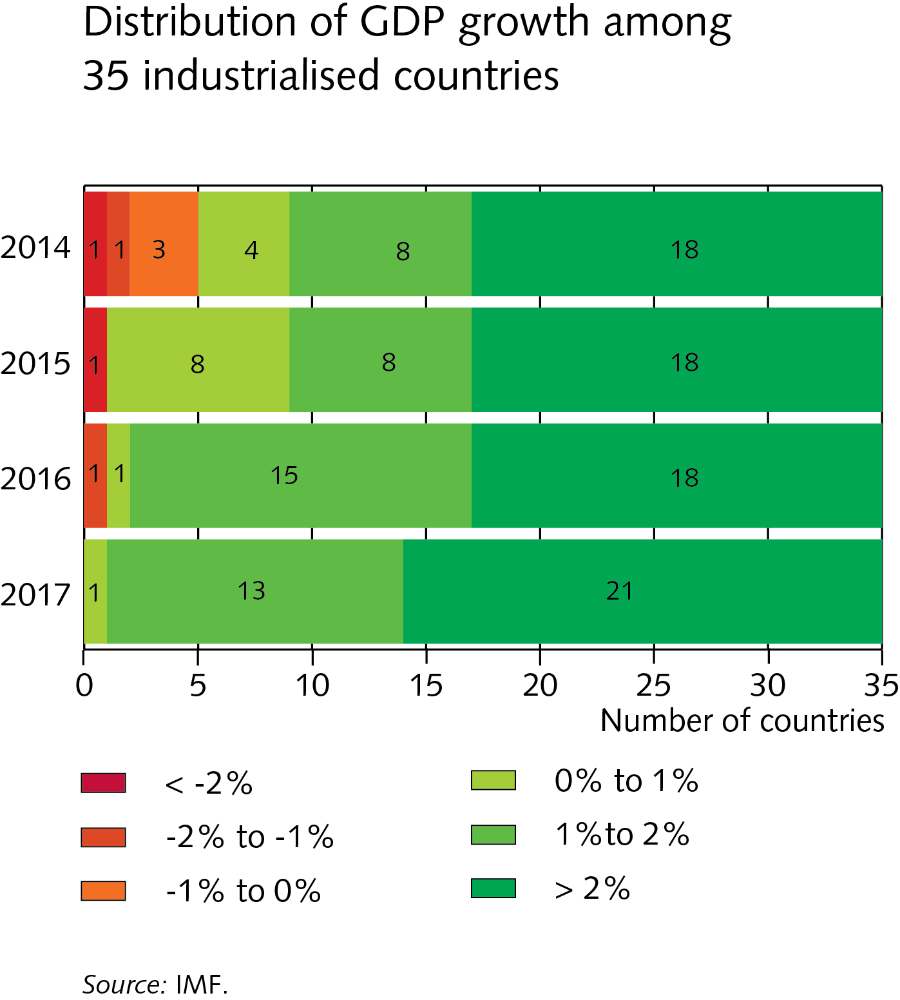 Distribution of GDP growth among
35 industrialised countries
2014 1 1 3 4 8 18
2015 1 8 8 18
2016 1 1 15 18
2017 1 13 21
0 5 10 15 20 25 30 35
Number of countries
< -2% 0% to 1%
-2% to -1% 1%to 2%
-1% to 0% > 2%
Source: IMF.